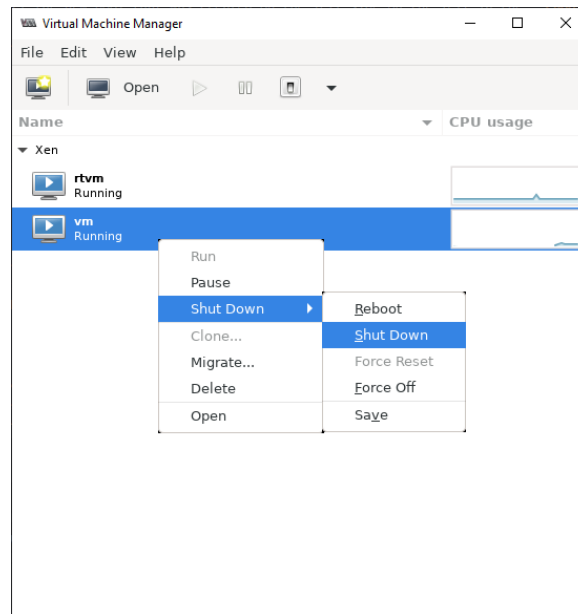 Virtual Machine Manager
File Edit View Help
Open
Name CPU usage
Xen
rtvm
Running
vm
Running
Run
Pause
Shut Down
Clone...
Migrate...
Delete
Open
Reboot
Shut Down
Force Reset
Force Off
Save